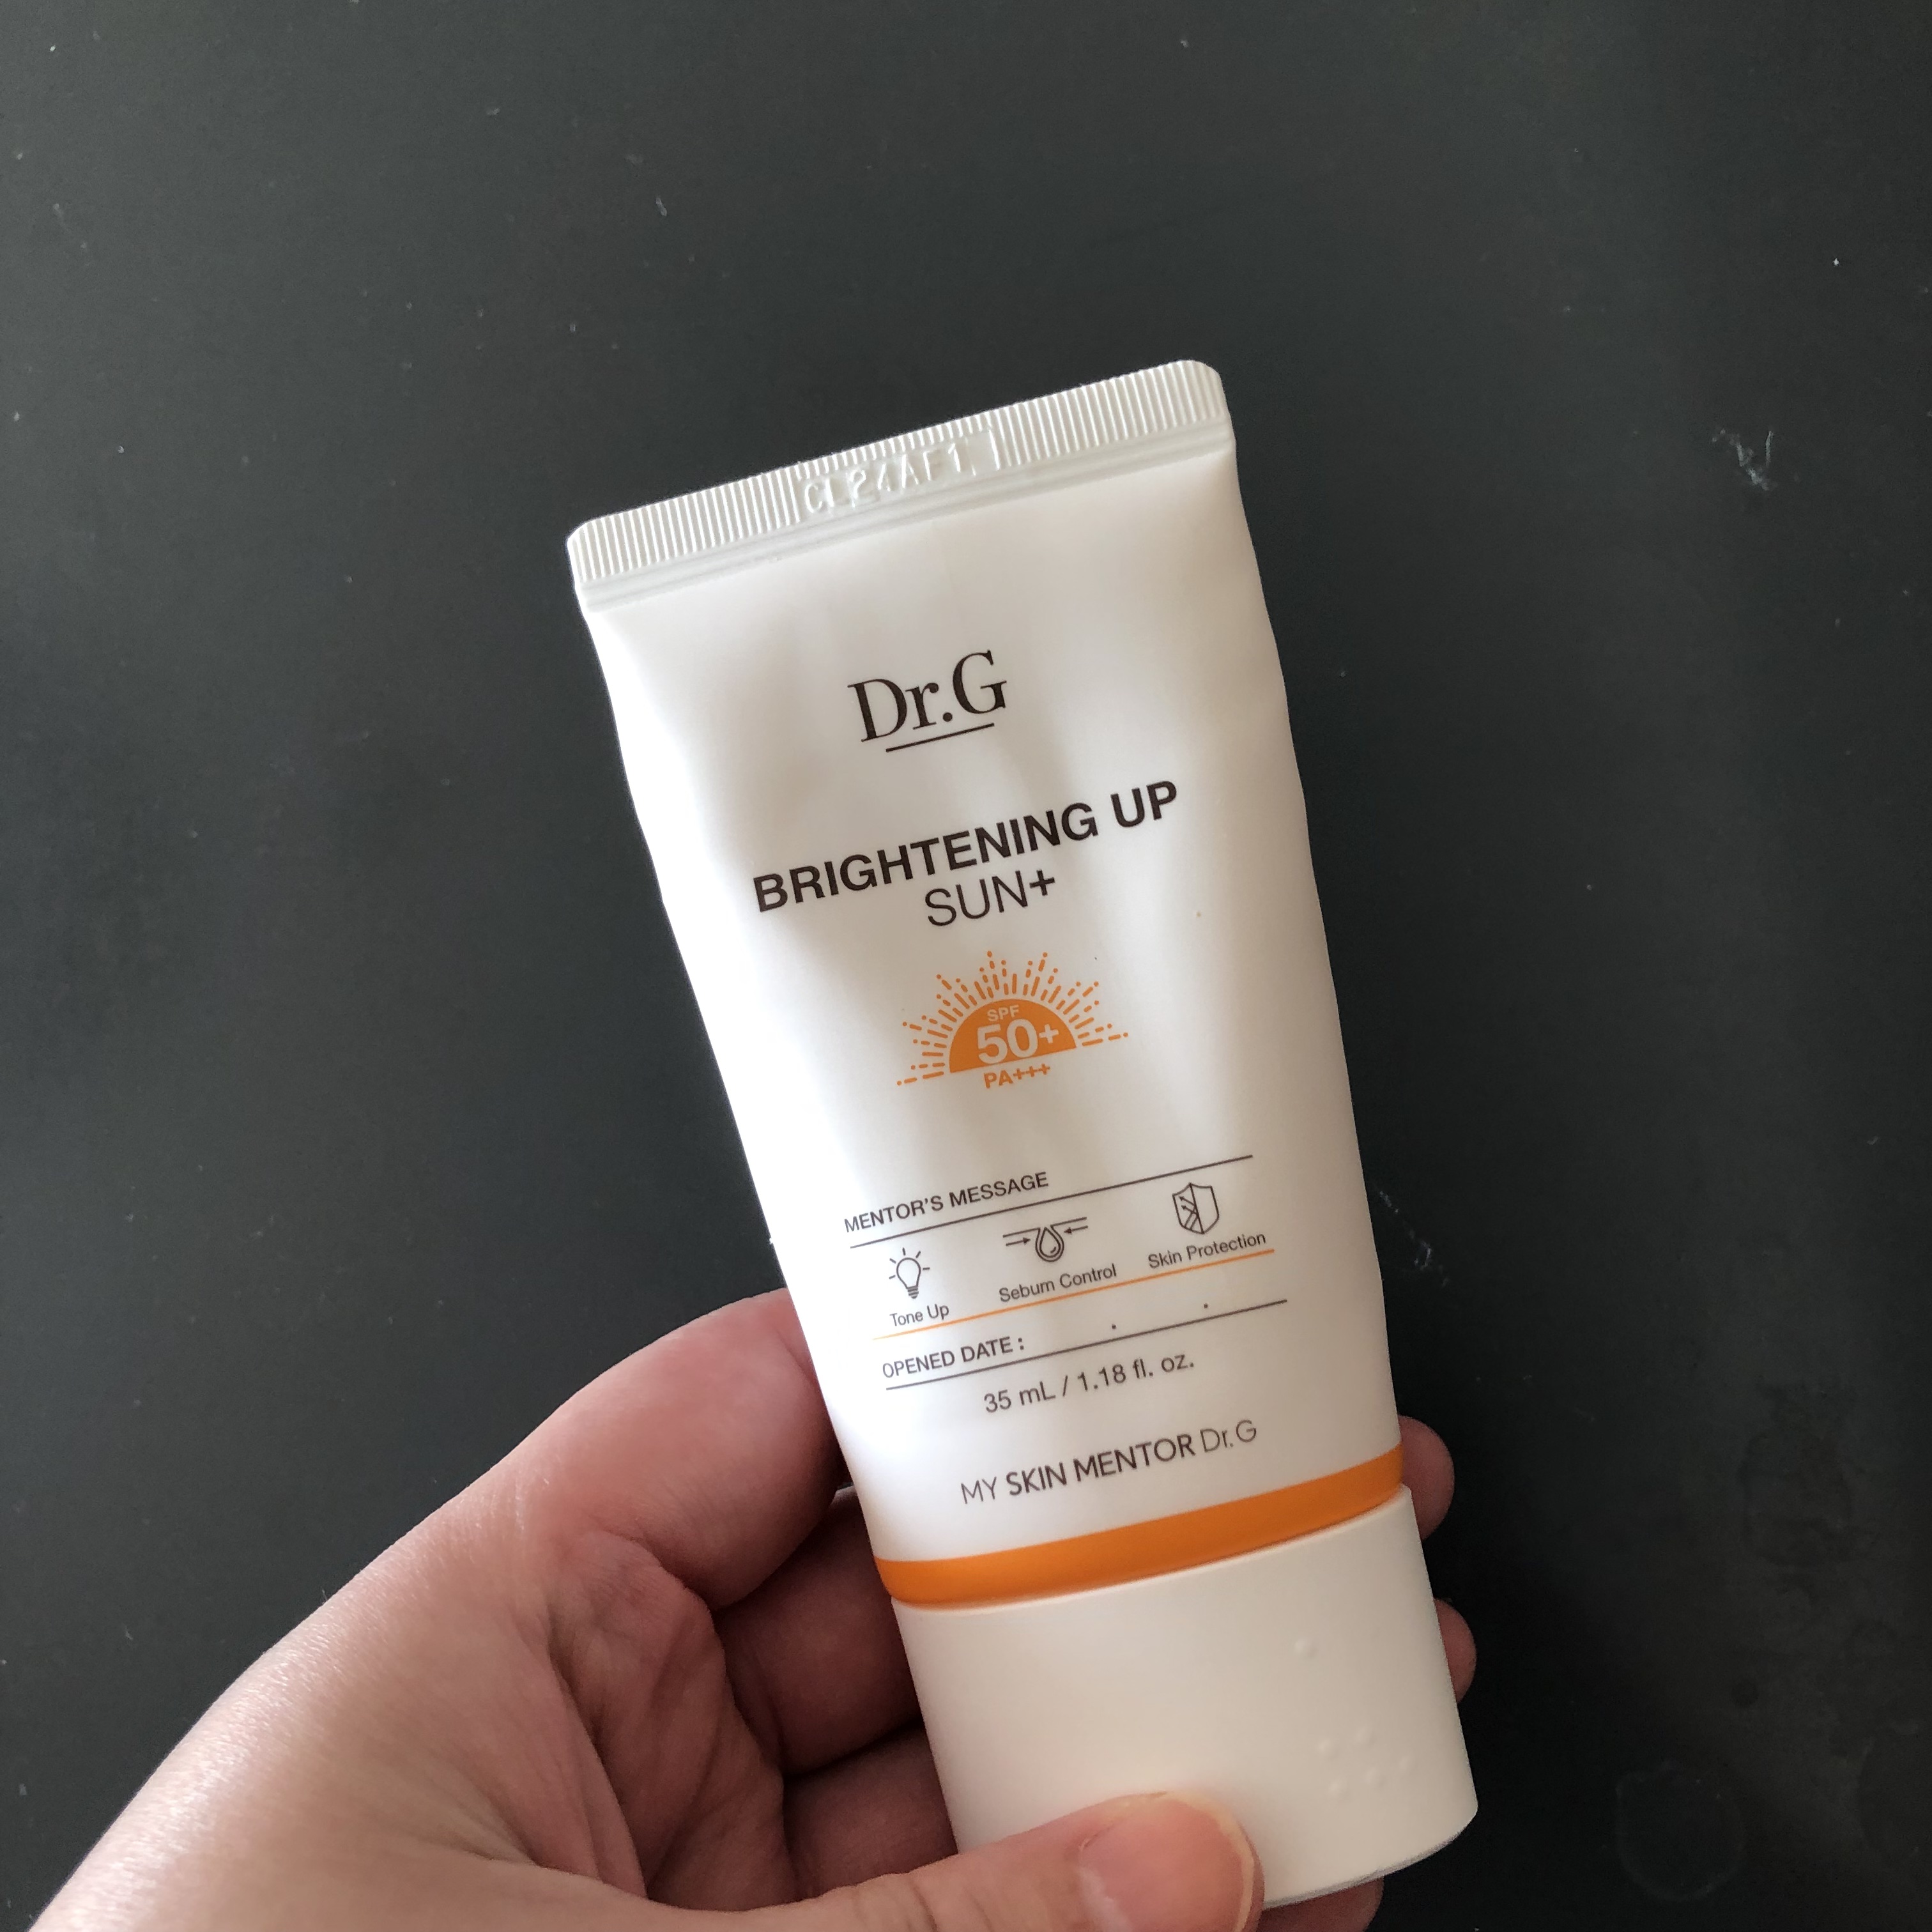 CL24AF1
Dr.G
BRIGHTENING UP
SUN+
SPF
50+
PA+++
MENTOR'S MESSAGE
Tone Up
Sebum Control
Skin Protection
OPENED DATE : . .
35 mL / 1.18 fl. oz.
MY SKIN MENTOR Dr.G